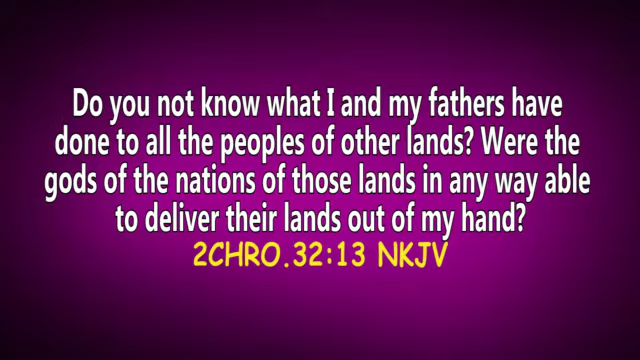 Do you not know what I and my fathers have
done to all the peoples of other lands? Were the
gods of the nations of those lands in any way able
to deliver their lands out of my hand?
2CHRO.32:13 NKJV